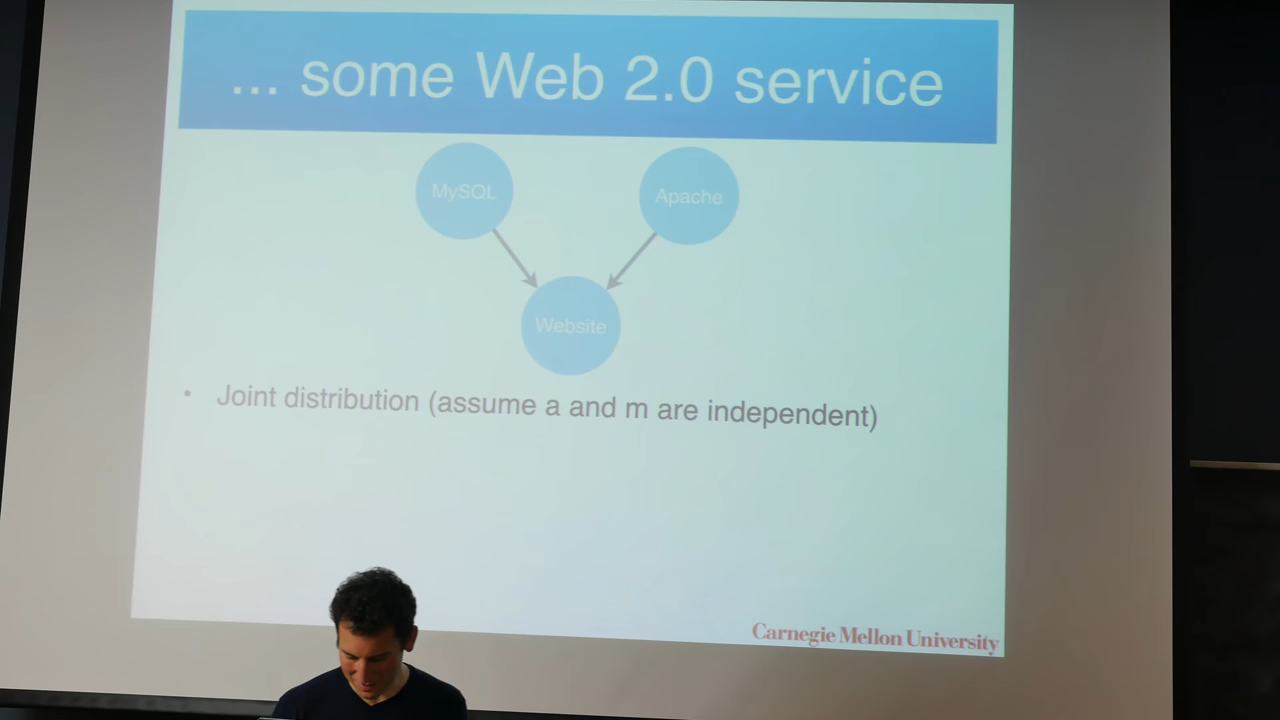 ... some Web 2.0 service
MySQL
Apache
Website
• Joint distribution (assume a and m are independent)
Carnegie Mellon University